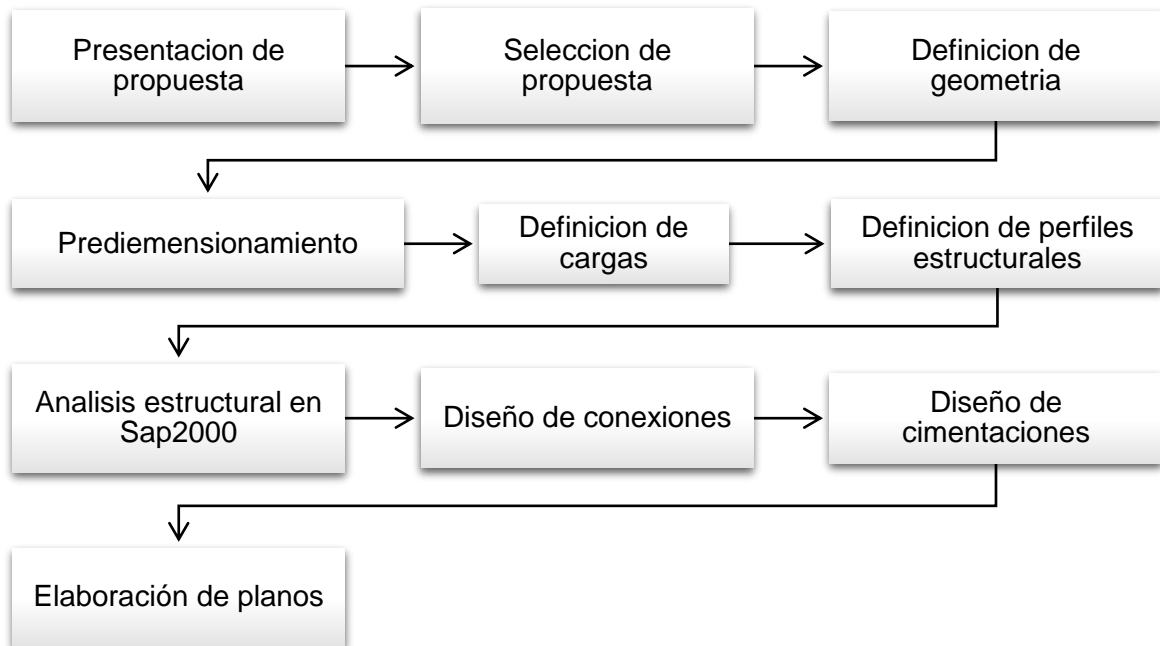 Presentacion de
propuesta
Seleccion de
propuesta
Definicion de
geometria
Prediemensionamiento
Definicion de
cargas
Definicion de perfiles
estructurales
Analisis estructural en
Sap2000
Diseño de conexiones
Diseño de
cimentaciones
Elaboración de planos